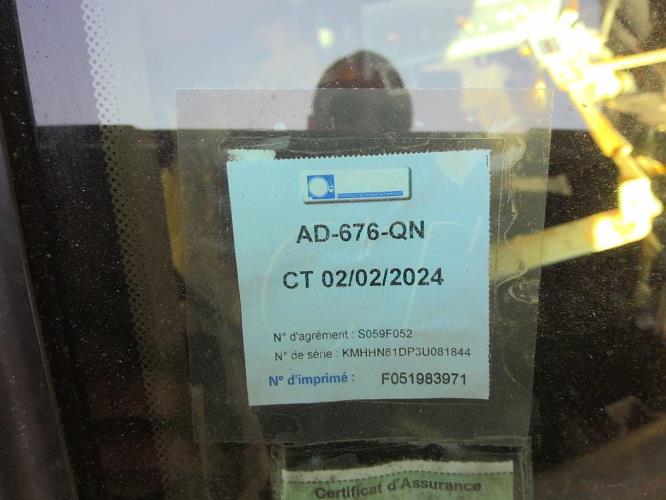 AD-676-QN
CT 02/02/2024
N° d'agrément : S059F052
N° de série : KMHHN61DP3U081844
N° d'imprimé : F051983971
Certificat d'Assurance